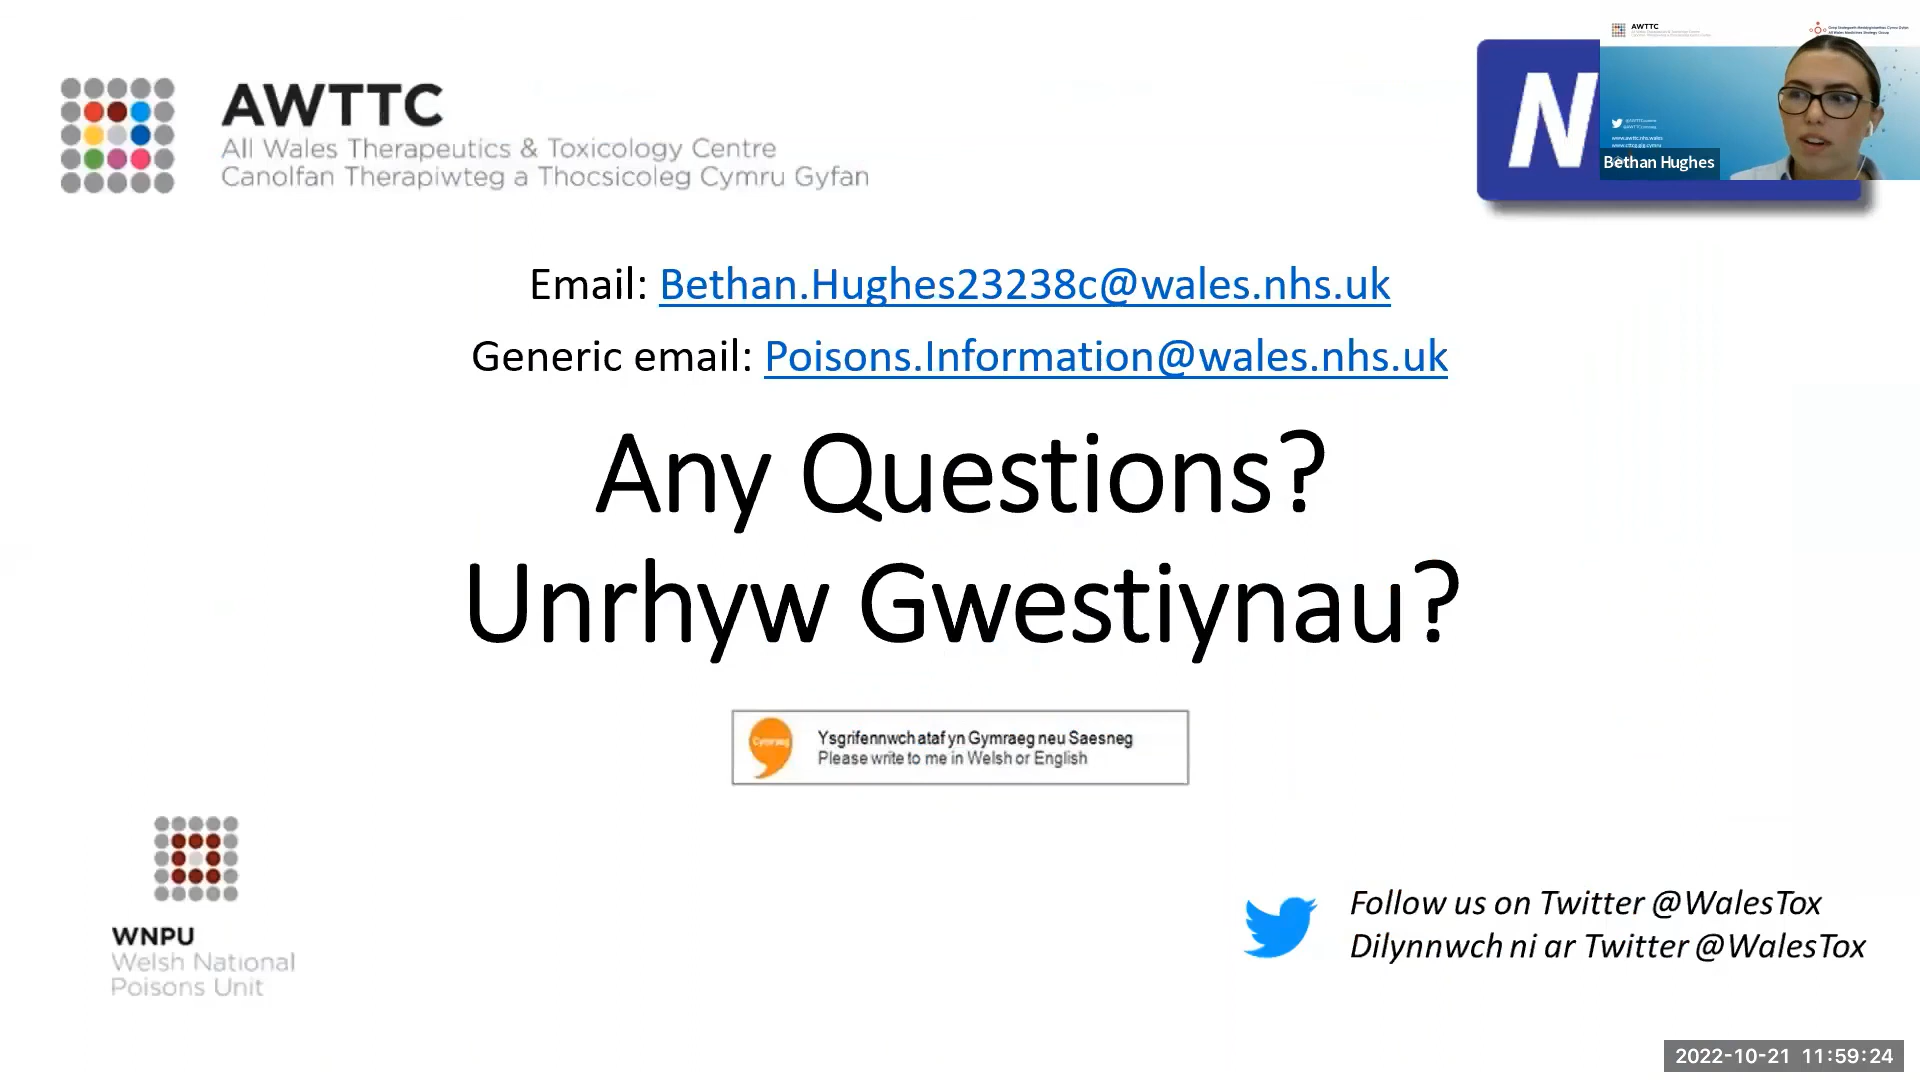 AWTTC
All Wales Therapeutics & Toxicology Centre
Canolfan Therapiwteg a Thocsicoleg Cymru Gyfan
N
AWTTC
Bethan Hughes
Email: Bethan.Hughes23238c@wales.nhs.uk
Generic email: Poisons.Information@wales.nhs.uk
Any Questions?
Unrhyw Gwestiynau?
Cymraeg
Ysgrifennwch ataf yn Gymraeg neu Saesneg
Please write to me in Welsh or English
WNPU
Welsh National
Poisons Unit
Follow us on Twitter @WalesTox
Dilynnwch ni ar Twitter @WalesTox
2022-10-21 11:59:24